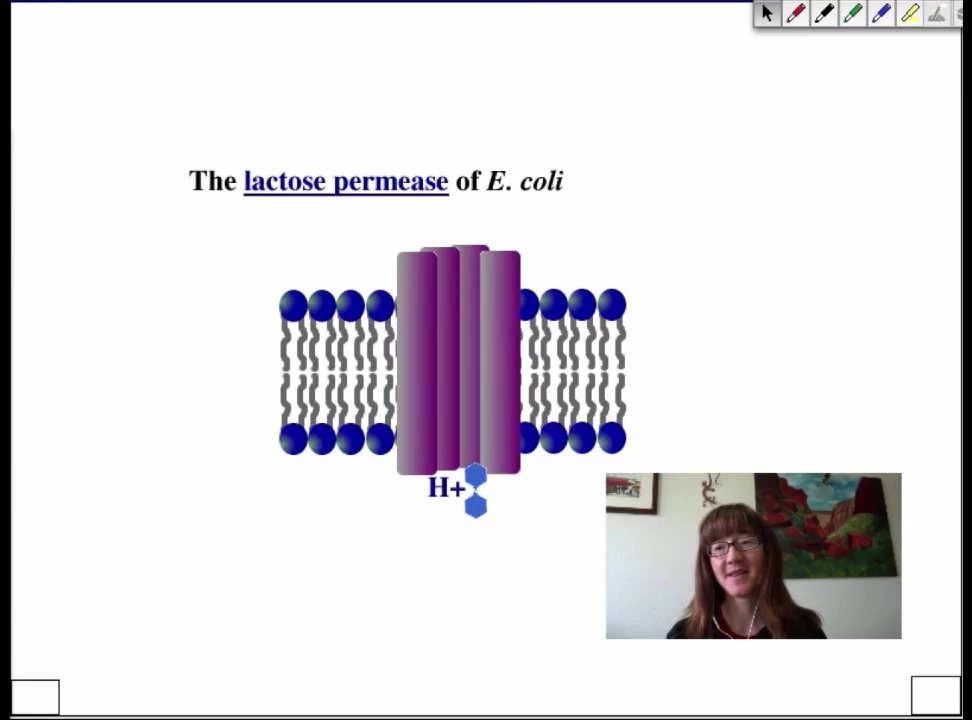 The lactose permease of E. coli
H+